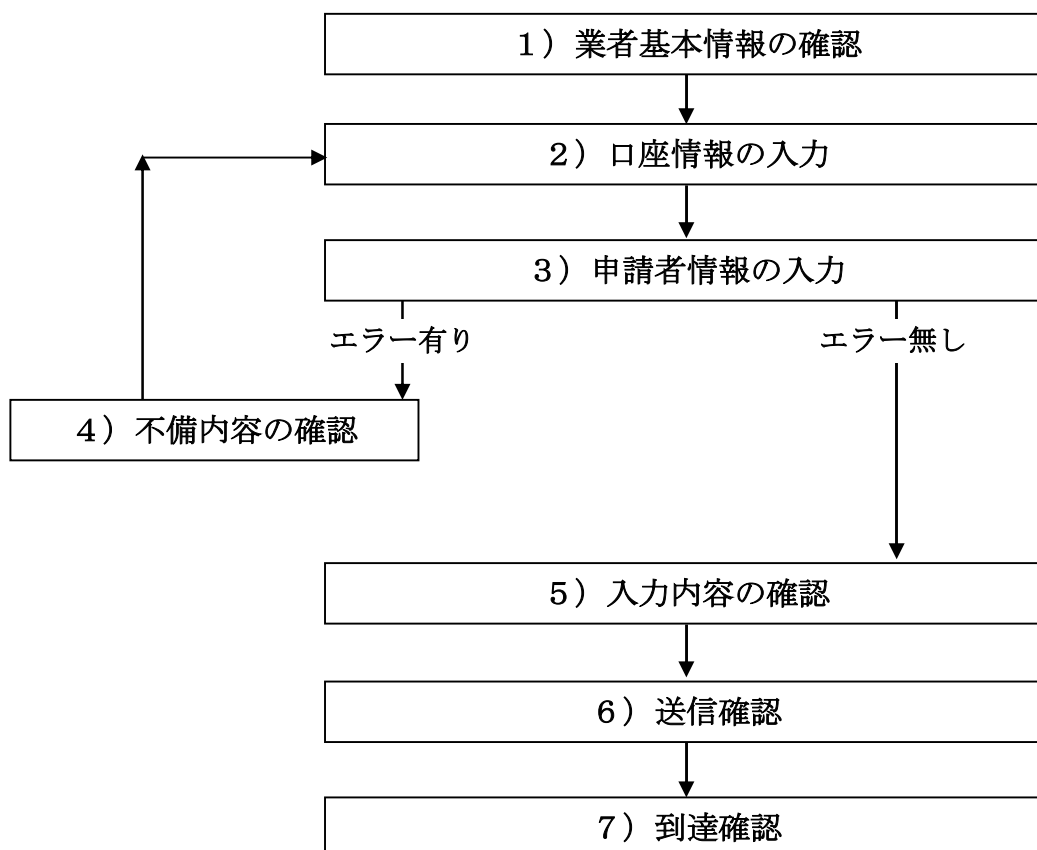 １）業者基本情報の確認
２）口座情報の入力
３）申請者情報の入力
エラー有り
エラー無し
４）不備内容の確認
５）入力内容の確認
６）送信確認
７）到達確認